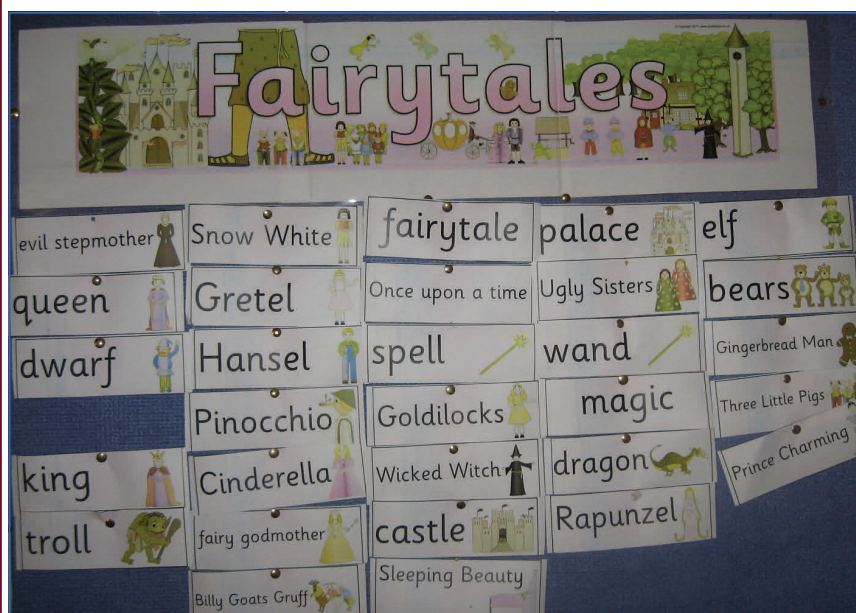 Fairytales
evil stepmother
Snow White
fairytale
palace
elf
queen
Gretel
Once upon a time
Ugly Sisters
bears
dwarf
Hansel
spell
wand
Gingerbread Man
Pinocchio
Goldilocks
magic
Three Little Pigs
king
Cinderella
Wicked Witch
dragon
Prince Charming
troll
fairy godmother
castle
Rapunzel
Billy Goats Gruff
Sleeping Beauty